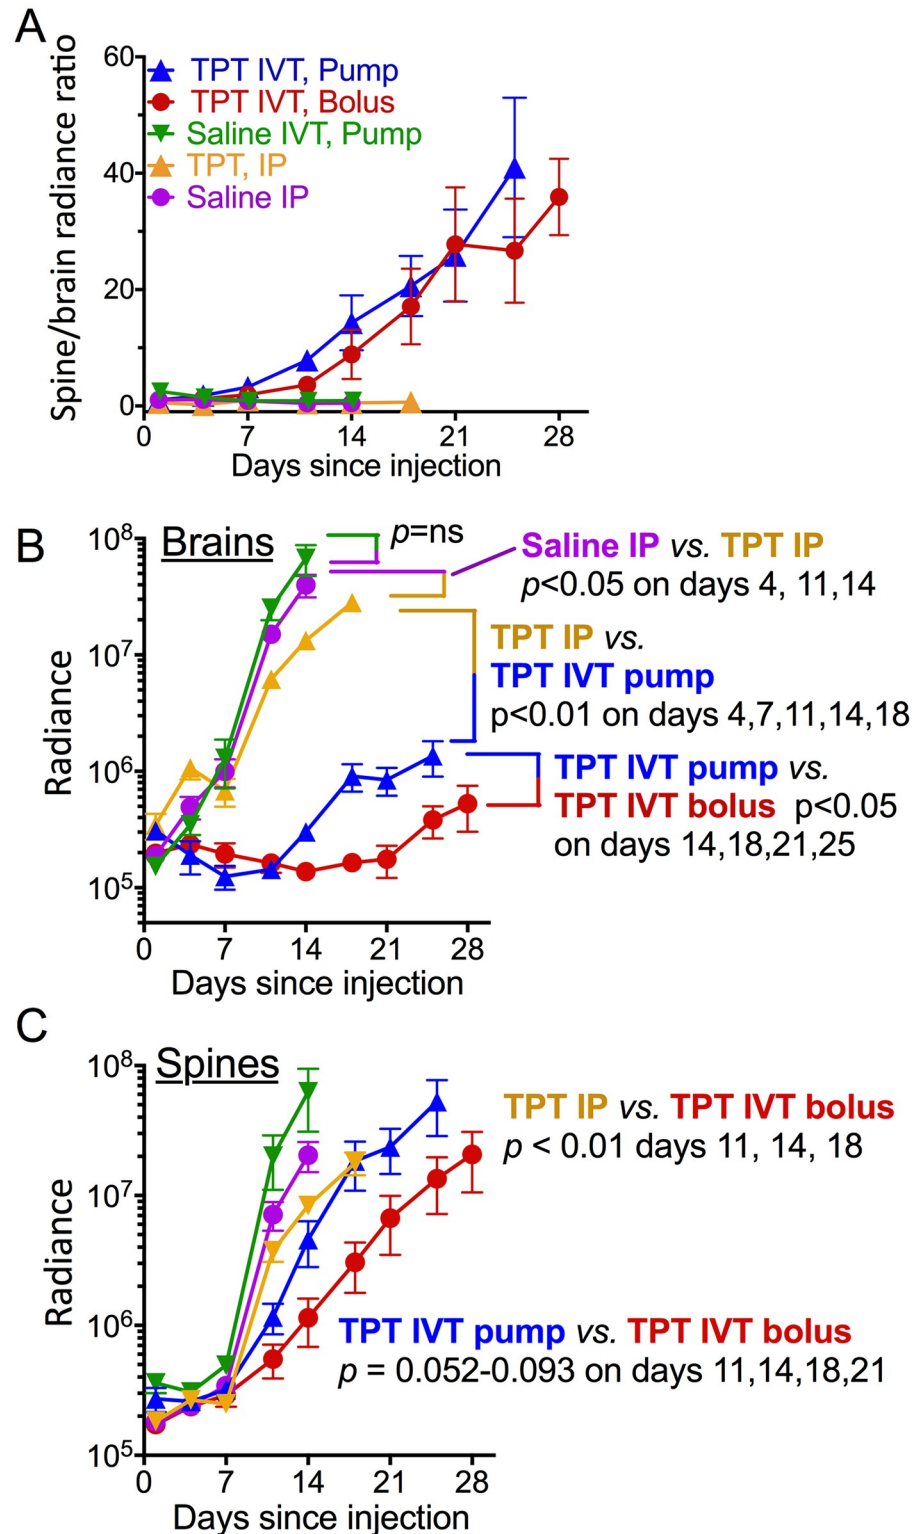 A
Spine/brain radiance ratio
60
40
20
0
TPT IVT, Pump
TPT IVT, Bolus
Saline IVT, Pump
TPT, IP
Saline IP
0 7 14 21 28
Days since injection
B
Brains
Radiance
10⁸
10⁷
10⁶
10⁵
p=ns
Saline IP vs. TPT IP
p<0.05 on days 4, 11,14
TPT IP vs.
TPT IVT pump
p<0.01 on days 4,7,11,14,18
TPT IVT pump vs.
TPT IVT bolus p<0.05
on days 14,18,21,25
0 7 14 21 28
Days since injection
C
Spines
Radiance
10⁸
10⁷
10⁶
10⁵
TPT IP vs. TPT IVT bolus
p < 0.01 days 11, 14, 18
TPT IVT pump vs. TPT IVT bolus
p = 0.052-0.093 on days 11,14,18,21
0 7 14 21 28
Days since injection